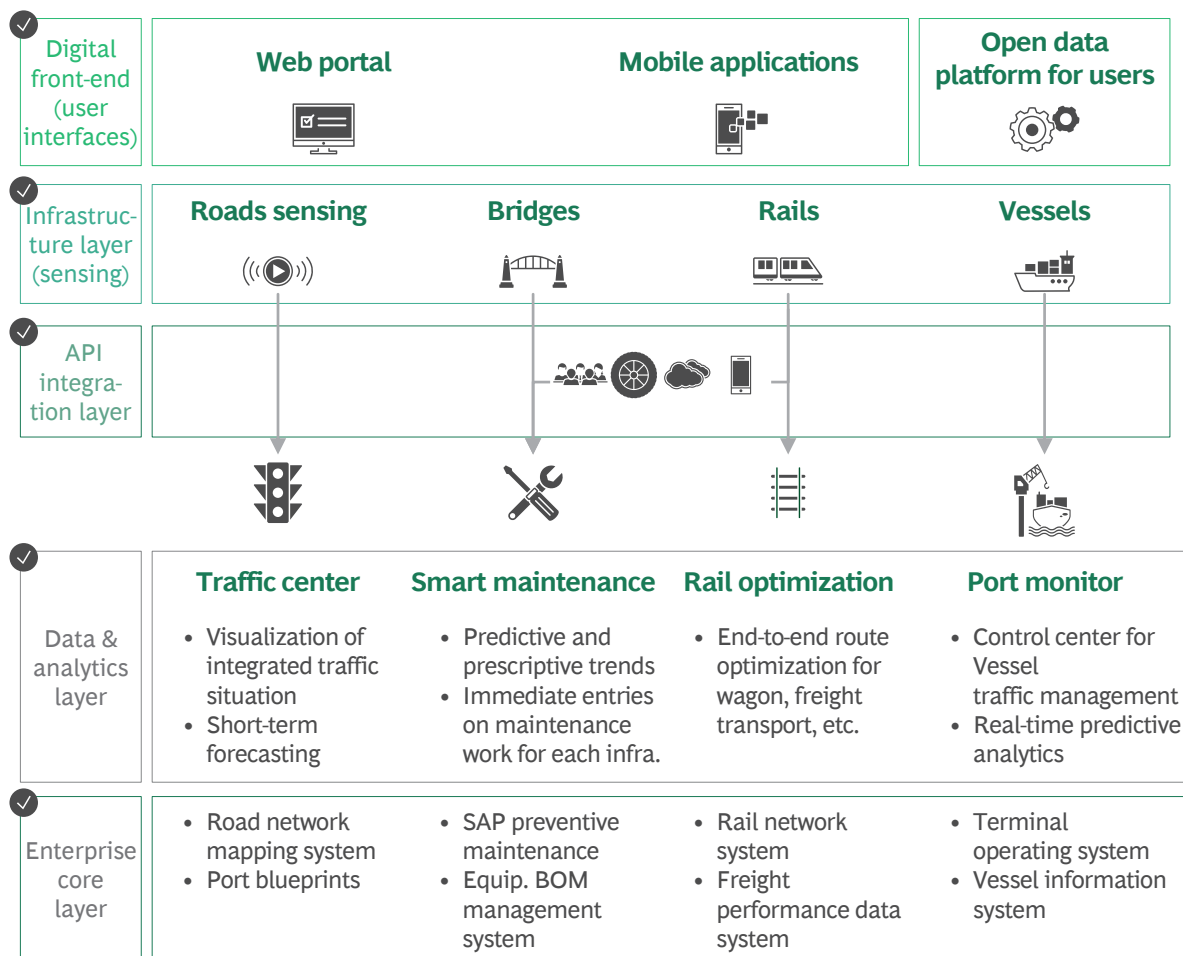 Digital
front-end
(user
interfaces)
Web portal
Mobile applications
Open data
platform for users
Infrastruc-
ture layer
(sensing)
Roads sensing
Bridges
Rails
Vessels
API
integra-
tion layer
Data &
analytics
layer
Traffic center
• Visualization of
integrated traffic
situation
• Short-term
forecasting
Smart maintenance
• Predictive and
prescriptive trends
• Immediate entries
on maintenance
work for each infra.
Rail optimization
• End-to-end route
optimization for
wagon, freight
transport, etc.
Port monitor
• Control center for
Vessel
traffic management
• Real-time predictive
analytics
Enterprise
core
layer
• Road network
mapping system
• Port blueprints
• SAP preventive
maintenance
• Equip. BOM
management
system
• Rail network
system
• Freight
performance data
system
• Terminal
operating system
• Vessel information
system